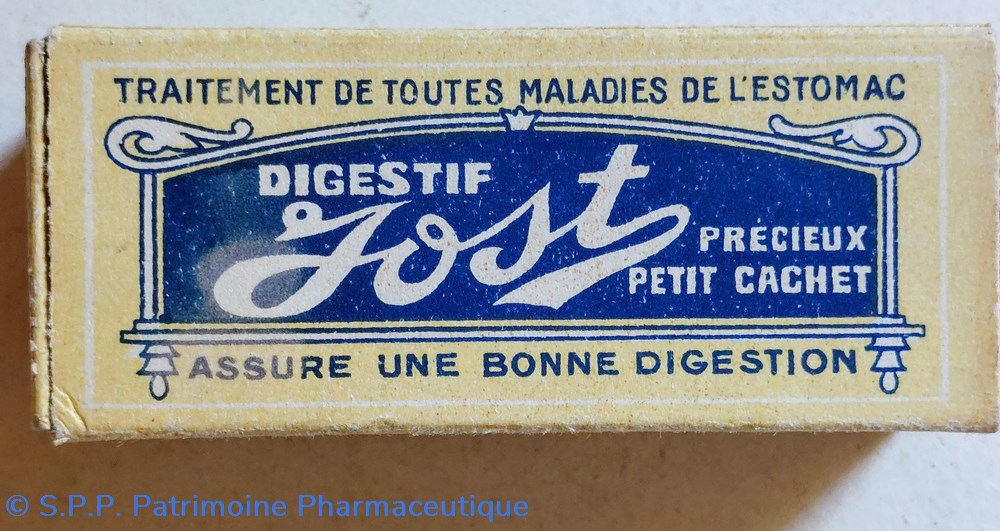 TRAITEMENT DE TOUTES MALADIES DE L'ESTOMAC
DIGESTIF
Jost
PRÉCIEUX
PETIT CACHET
ASSURE UNE BONNE DIGESTION
© S.P.P. Patrimoine Pharmaceutique